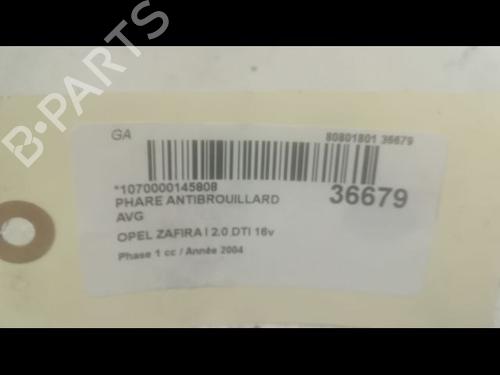 GA
80801801 36679
*1070000145808
36679
PHARE ANTIBROUILLARD
AVG
OPEL ZAFIRA I 2.0 DTI 16v
Phase 1 cc / Année 2004
B-PARTS